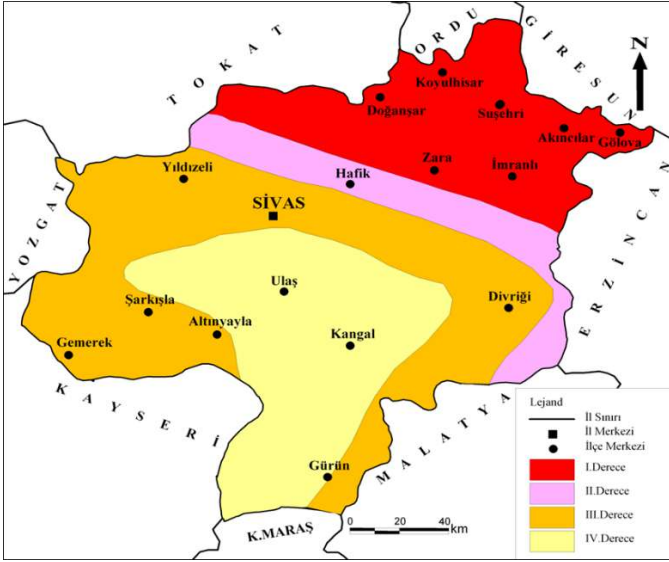 ORDU
GİRESUN
TOKAT
N
Koyulhisar
Doğanşar
Suşehri
Akıncılar
Gölova
Zara
İmranlı
Yıldızeli
Hafik
YOZGAT
SİVAS
ERZİNCAN
Ulaş
Divriği
Şarkışla
Altınyayla
Kangal
Gemerek
KAYSERİ
MALATYA
Gürün
K.MARAŞ
0 20 40
km
Lejand
İl Sınırı
İl Merkezi
İlçe Merkezi
I.Derece
II.Derece
III.Derece
IV.Derece